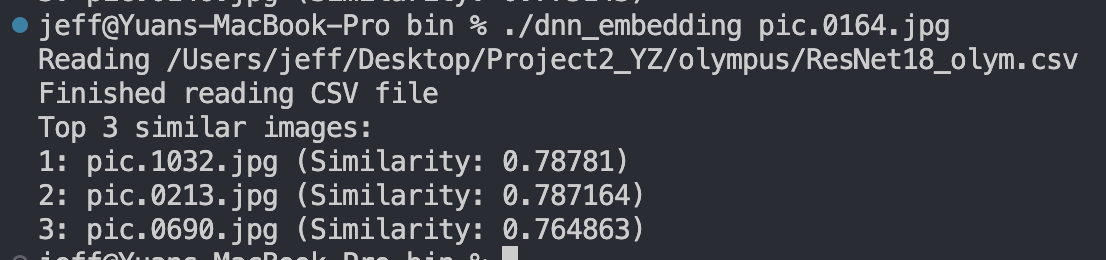 jeff@Yuans-MacBook-Pro bin % ./dnn_embedding pic.0164.jpg
Reading /Users/jeff/Desktop/Project2_YZ/olympus/ResNet18_olym.csv
Finished reading CSV file
Top 3 similar images:
1: pic.1032.jpg (Similarity: 0.78781)
2: pic.0213.jpg (Similarity: 0.787164)
3: pic.0690.jpg (Similarity: 0.764863)
jeff@Yuans-MacBook-Pro bin %